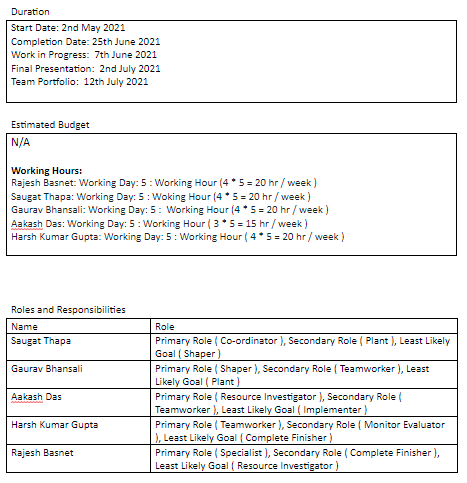 Duration
Start Date: 2nd May 2021
Completion Date: 25th June 2021
Work in Progress:  7th June 2021
Final Presentation:  2nd July 2021
Team Portfolio:  12th July 2021
Estimated Budget
N/A
Working Hours:
Rajesh Basnet: Working Day: 5 : Working Hour (4 * 5 = 20 hr / week )
Saugat Thapa: Working Day: 5 : Woking Hour (4 * 5 = 20 hr / week )
Gaurav Bhansali: Working Day: 5 :  Working Hour (4 * 5 = 20 hr / week )
Aakash Das: Working Day: 5 : Working Hour ( 3 * 5 = 15 hr / week )
Harsh Kumar Gupta: Working Day: 5 : Working Hour ( 4 * 5 = 20 hr / week )
Roles and Responsibilities
Name Role
Saugat Thapa Primary Role ( Co-ordinator ), Secondary Role ( Plant ), Least Likely
Goal ( Shaper )
Gaurav Bhansali Primary Role ( Shaper ), Secondary Role ( Teamworker ), Least
Likely Goal ( Plant )
Aakash Das Primary Role ( Resource Investigator ), Secondary Role (
Teamworker ), Least Likely Goal ( Implementer )
Harsh Kumar Gupta Primary Role ( Teamworker ), Secondary Role ( Monitor Evaluator
), Least Likely Goal ( Complete Finisher )
Rajesh Basnet Primary Role ( Specialist ), Secondary Role ( Complete Finisher ),
Least Likely Goal ( Resource Investigator )